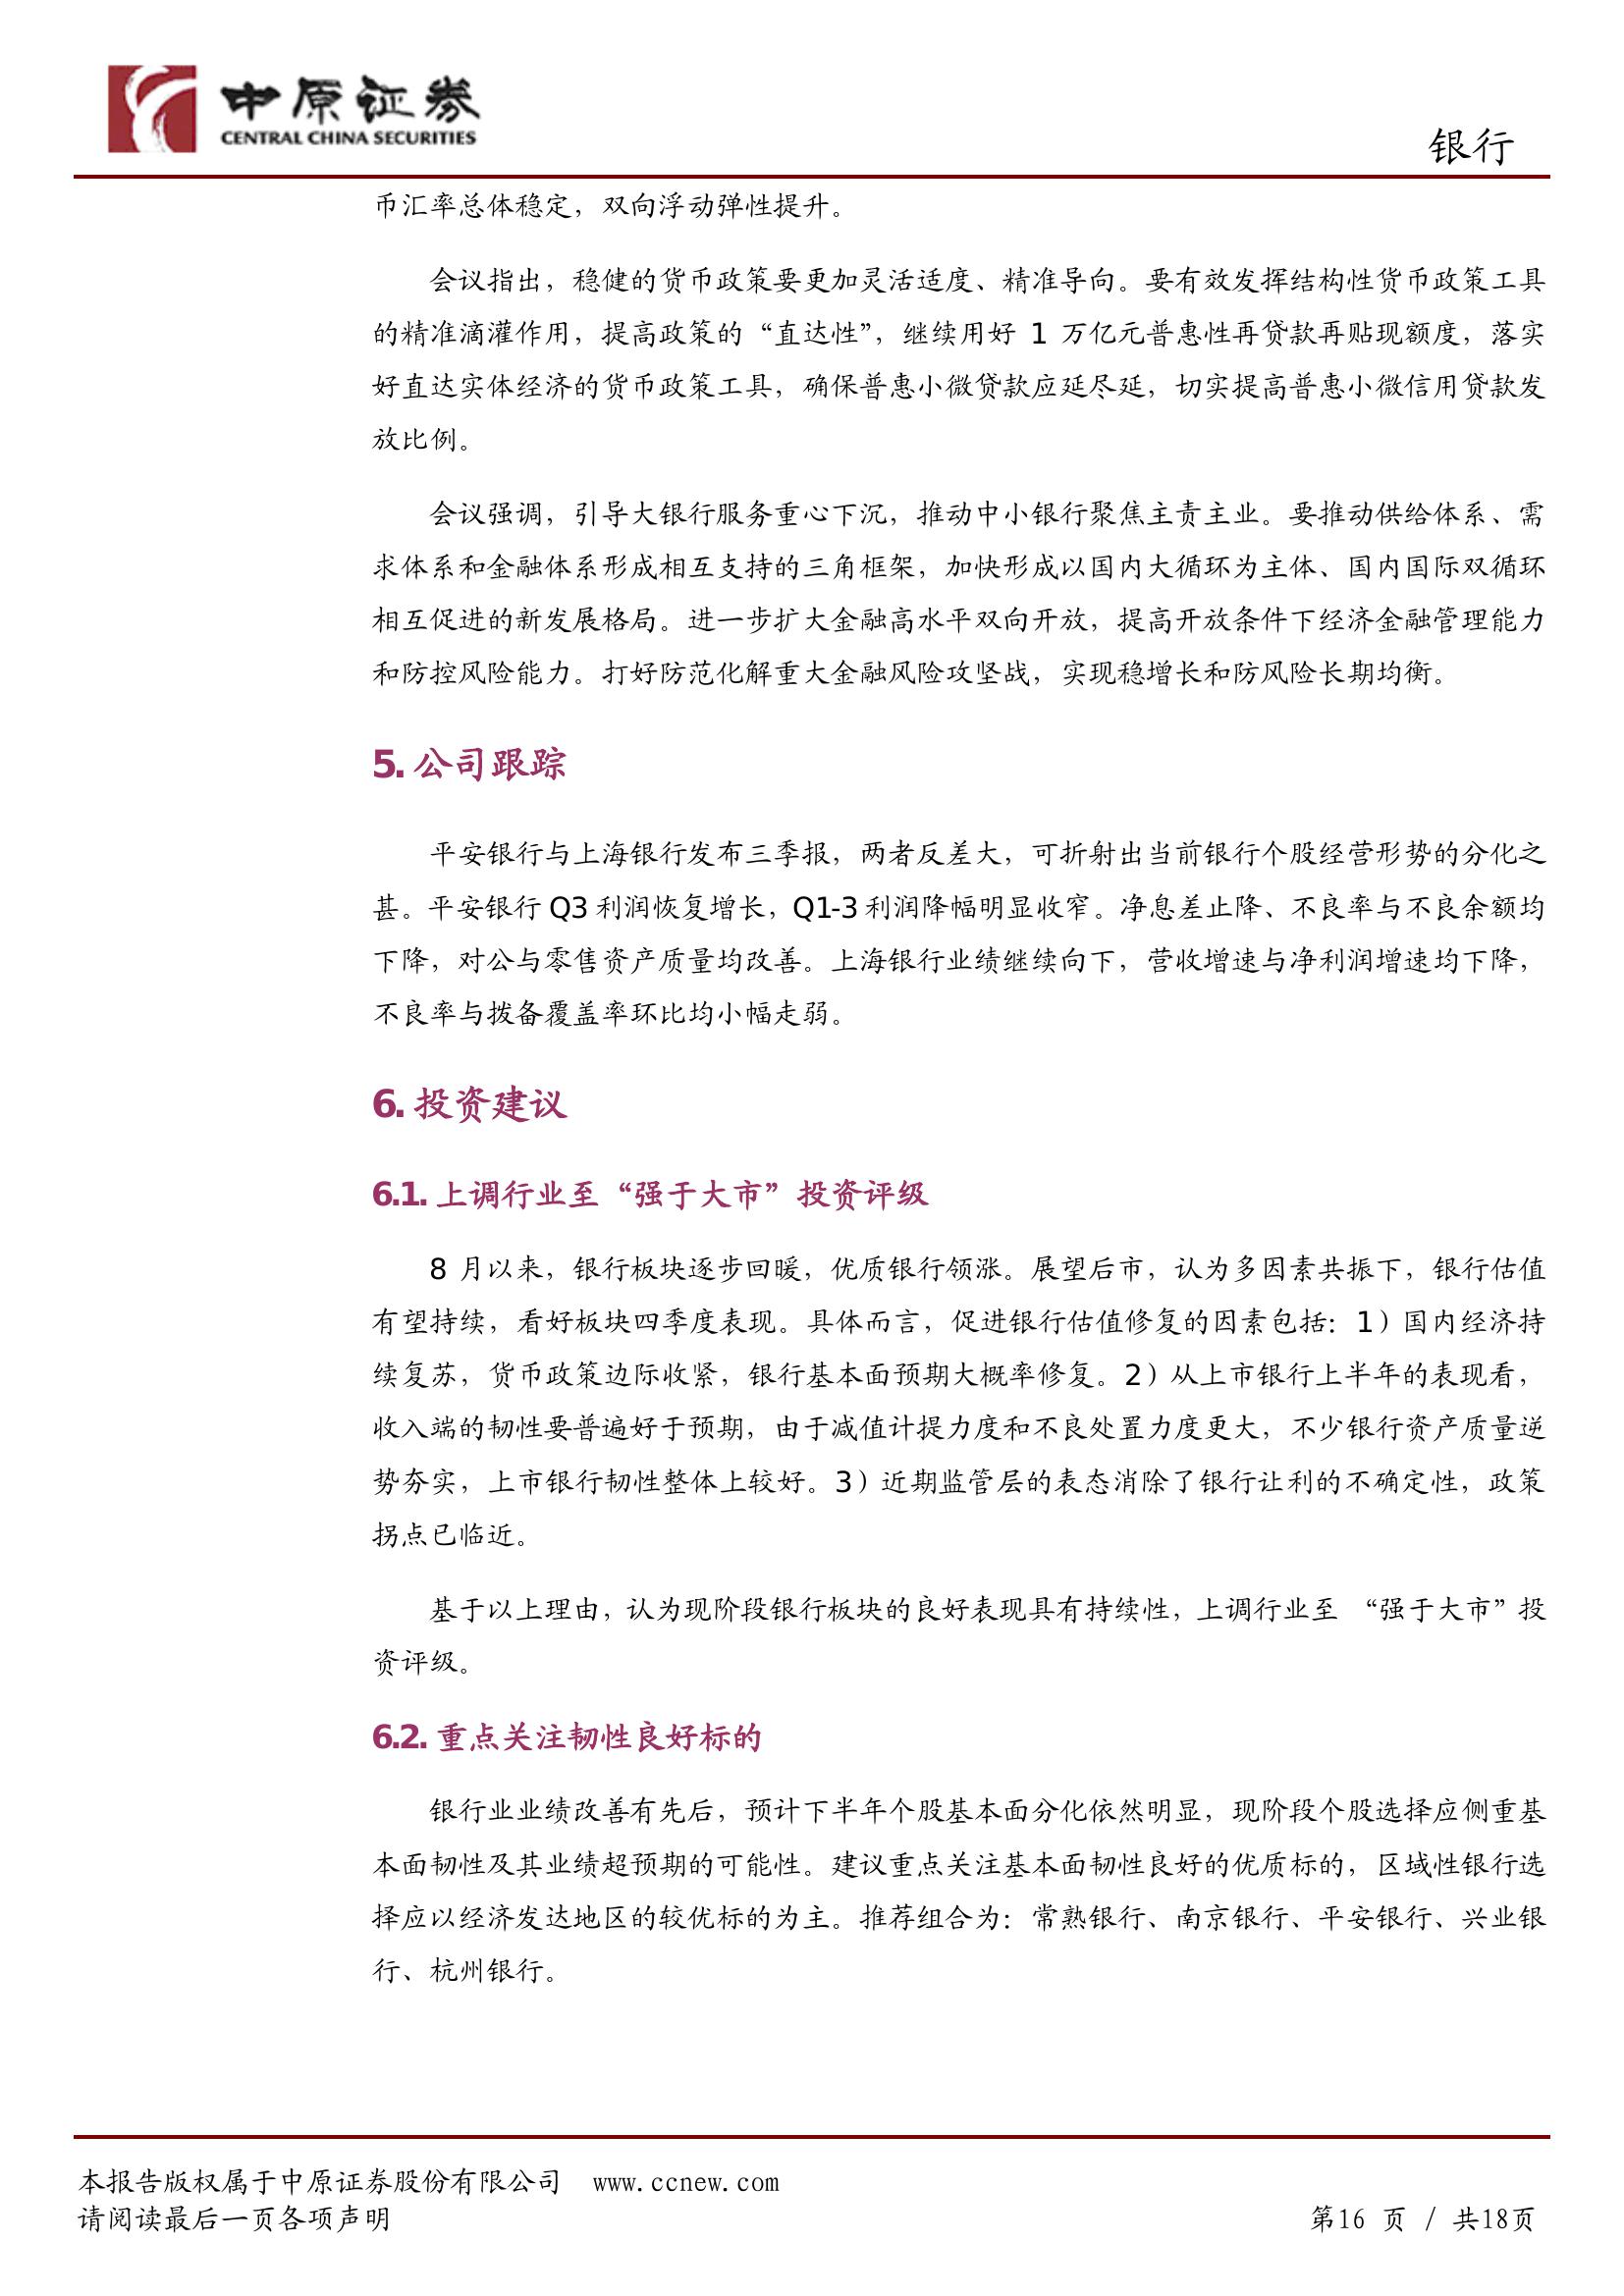 中原证券
CENTRAL CHINA SECURITIES
银行
币汇率总体稳定，双向浮动弹性提升。
会议指出，稳健的货币政策要更加灵活适度、精准导向。要有效发挥结构性货币政策工具
的精准滴灌作用，提高政策的“直达性”，继续用好 1 万亿元普惠性再贷款再贴现额度，落实
好直达实体经济的货币政策工具，确保普惠小微贷款应延尽延，切实提高普惠小微信用贷款发
放比例。
会议强调，引导大银行服务重心下沉，推动中小银行聚焦主责主业。要推动供给体系、需
求体系和金融体系形成相互支持的三角框架，加快形成以国内大循环为主体、国内国际双循环
相互促进的新发展格局。进一步扩大金融高水平双向开放，提高开放条件下经济金融管理能力
和防控风险能力。打好防范化解重大金融风险攻坚战，实现稳增长和防风险长期均衡。
5. 公司跟踪
平安银行与上海银行发布三季报，两者反差大，可折射出当前银行个股经营形势的分化之
甚。平安银行 Q3 利润恢复增长，Q1-3 利润降幅明显收窄。净息差止降、不良率与不良余额均
下降，对公与零售资产质量均改善。上海银行业绩继续向下，营收增速与净利润增速均下降，
不良率与拨备覆盖率环比均小幅走弱。
6. 投资建议
6.1. 上调行业至“强于大市”投资评级
8 月以来，银行板块逐步回暖，优质银行领涨。展望后市，认为多因素共振下，银行估值
有望持续，看好板块四季度表现。具体而言，促进银行估值修复的因素包括：1）国内经济持
续复苏，货币政策边际收紧，银行基本面预期大概率修复。2）从上市银行上半年的表现看，
收入端的韧性要普遍好于预期，由于减值计提力度和不良处置力度更大，不少银行资产质量逆
势夯实，上市银行韧性整体上较好。3）近期监管层的表态消除了银行让利的不确定性，政策
拐点已临近。
基于以上理由，认为现阶段银行板块的良好表现具有持续性，上调行业至 “强于大市”投
资评级。
6.2. 重点关注韧性良好标的
银行业业绩改善有先后，预计下半年个股基本面分化依然明显，现阶段个股选择应侧重基
本面韧性及其业绩超预期的可能性。建议重点关注基本面韧性良好的优质标的，区域性银行选
择应以经济发达地区的较优标的为主。推荐组合为：常熟银行、南京银行、平安银行、兴业银
行、杭州银行。
本报告版权属于中原证券股份有限公司 www.ccnew.com
请阅读最后一页各项声明
第16 页 / 共18页